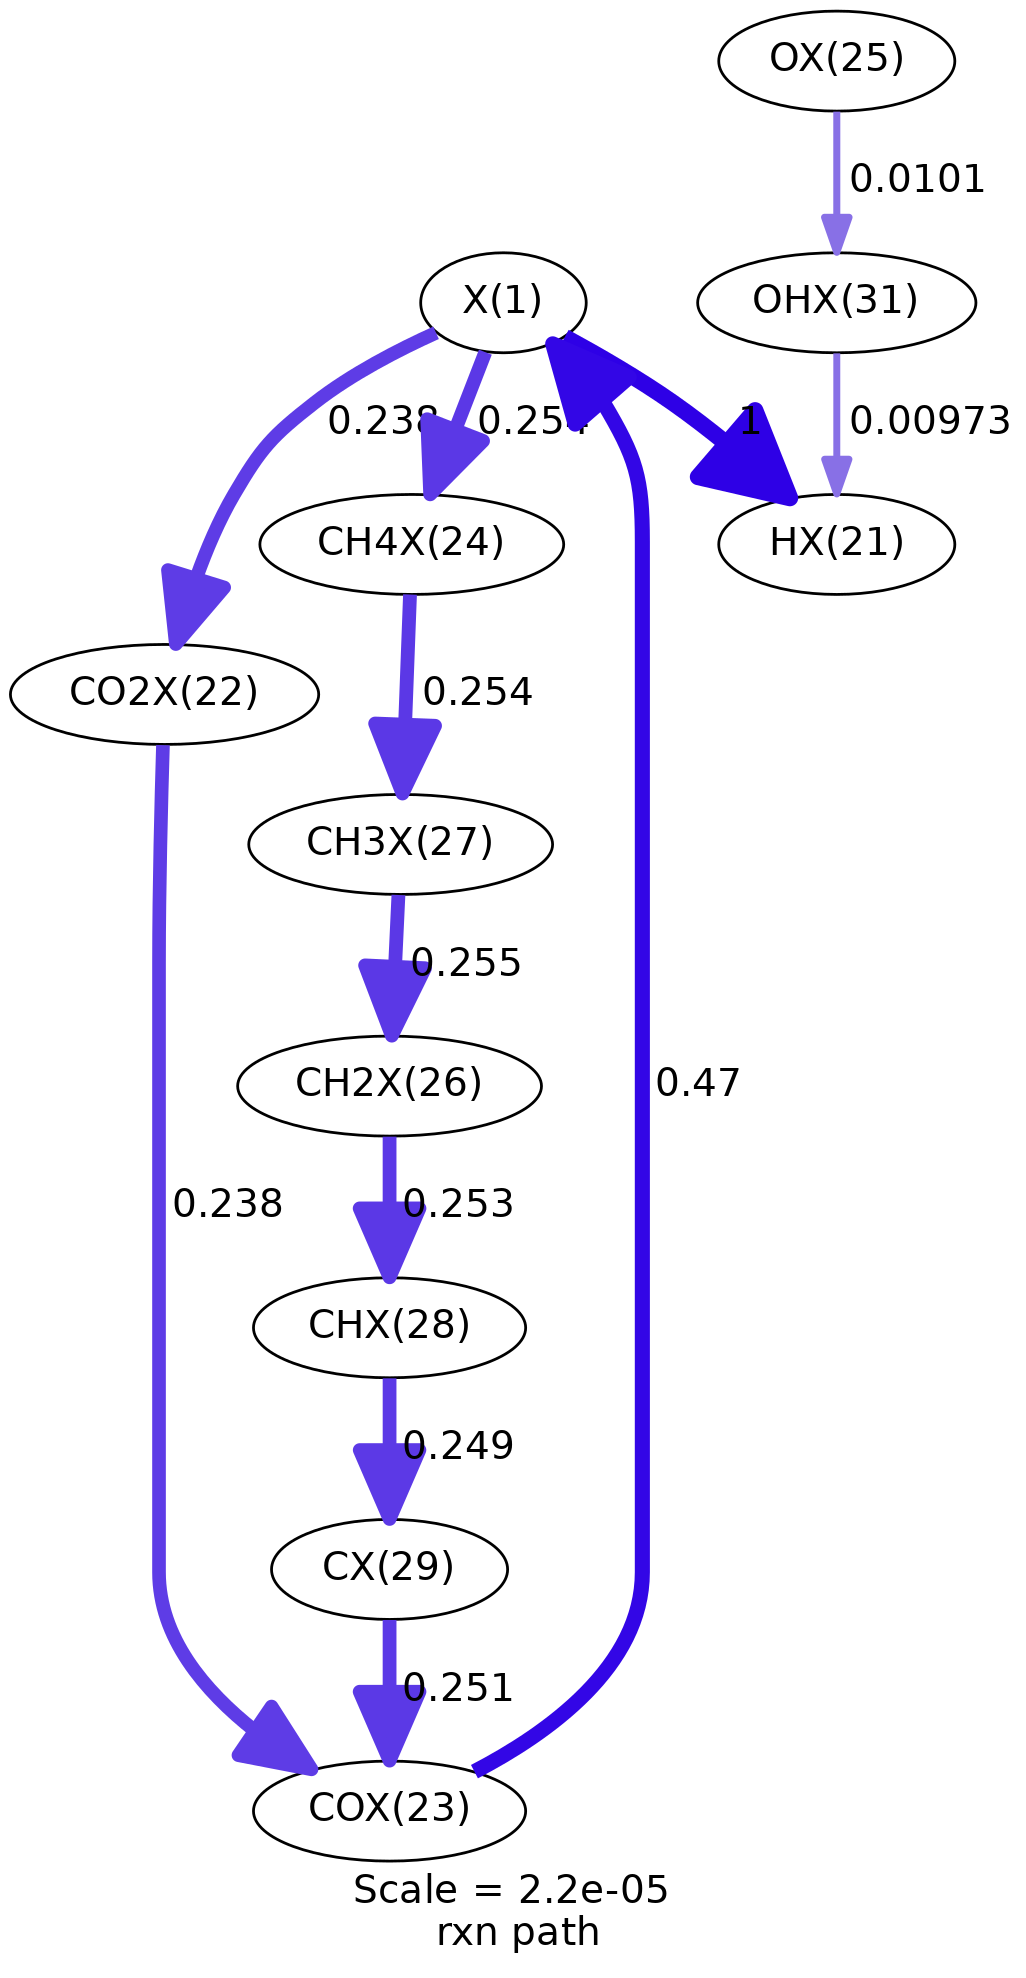 OX(25)
0.0101
X(1)
OHX(31)
0.238
0.254
1
0.00973
CH4X(24)
HX(21)
CO2X(22)
0.254
CH3X(27)
0.255
CH2X(26)
0.47
0.238
0.253
CHX(28)
0.249
CX(29)
0.251
COX(23)
Scale = 2.2e-05
rxn path